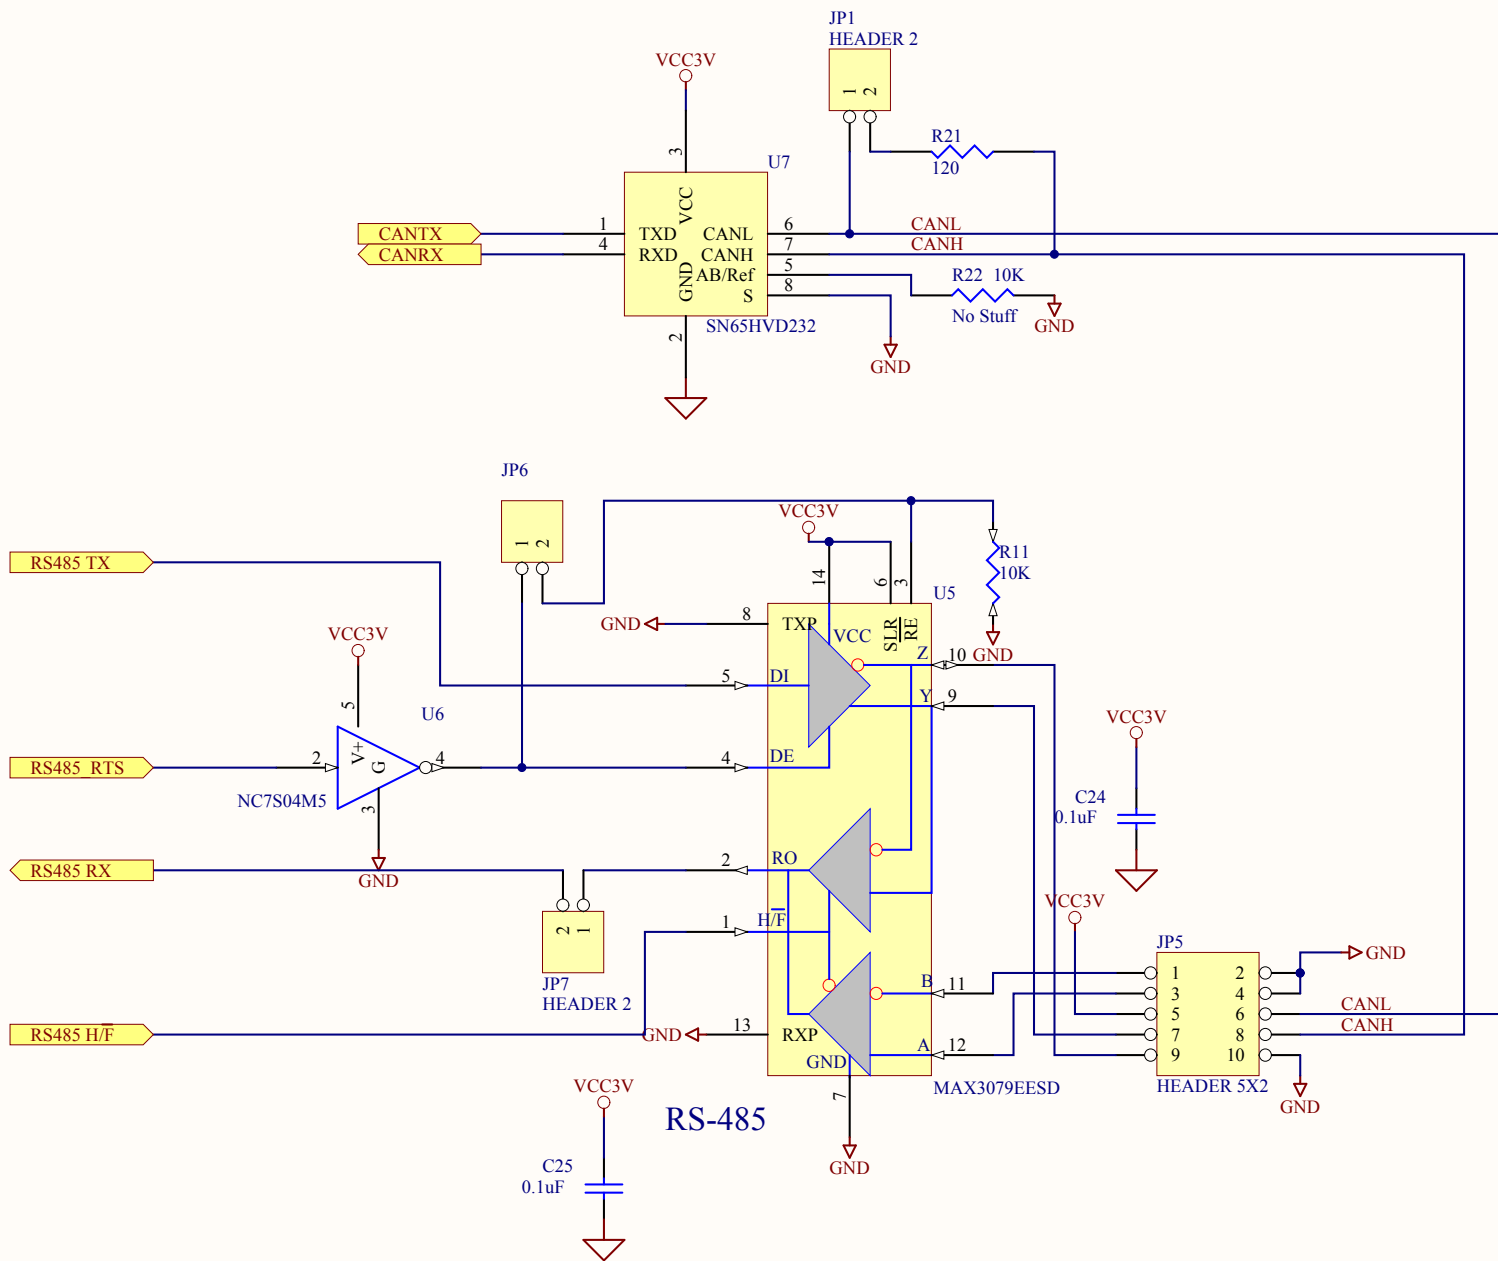 JP1
HEADER 2
VCC3V
1
2
R21
120
3
U7
VCC
CANTX
1
TXD
CANL
6
CANL
CANRX
4
RXD
CANH
7
CANH
GND
AB/Ref
5
R22 10K
S
8
No Stuff
GND
SN65HVD232
2
GND
JP6
1
2
VCC3V
RS485 TX
14
6
3
R11
10K
U5
GND
8
TXP
VCC
SLR
RE
VCC3V
Z
10
GND
5
DI
Y
9
5
U6
VCC3V
V+
G
RS485_RTS
2
4
4
DE
NC7S04M5
3
C24
0.1uF
RS485 RX
GND
2
RO
VCC3V
2
1
1
H/F
JP5
JP7
HEADER 2
B
11
1
2
GND
3
4
5
6
CANL
RS485 H/F
GND
13
RXP
7
8
CANH
GND
A
12
9
10
VCC3V
7
MAX3079EESD
HEADER 5X2
GND
RS-485
GND
C25
0.1uF